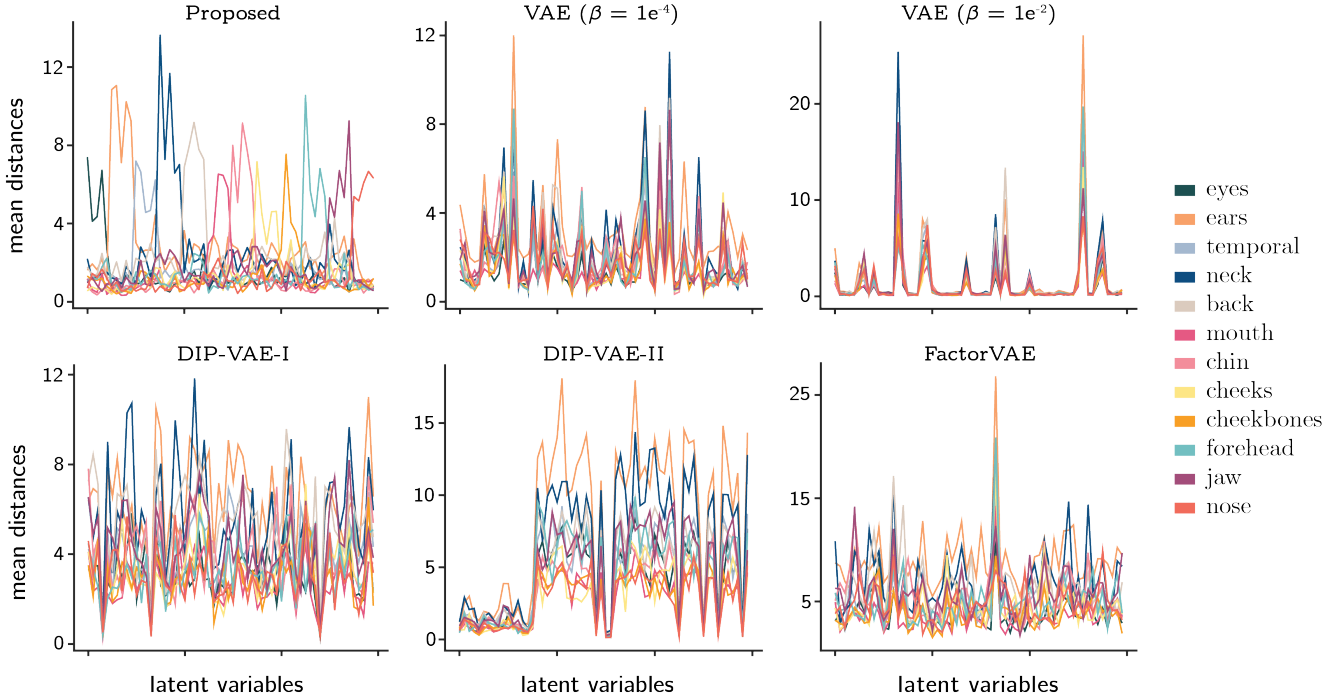 Proposed
VAE (β = 1e⁻⁴)
VAE (β = 1e⁻²)
mean distances
12
8
4
0
12
8
4
0
20
10
0
eyes
ears
temporal
neck
back
mouth
chin
cheeks
cheekbones
forehead
jaw
nose
DIP-VAE-I
DIP-VAE-II
FactorVAE
mean distances
12
8
4
0
15
10
5
0
25
15
5
latent variables
latent variables
latent variables